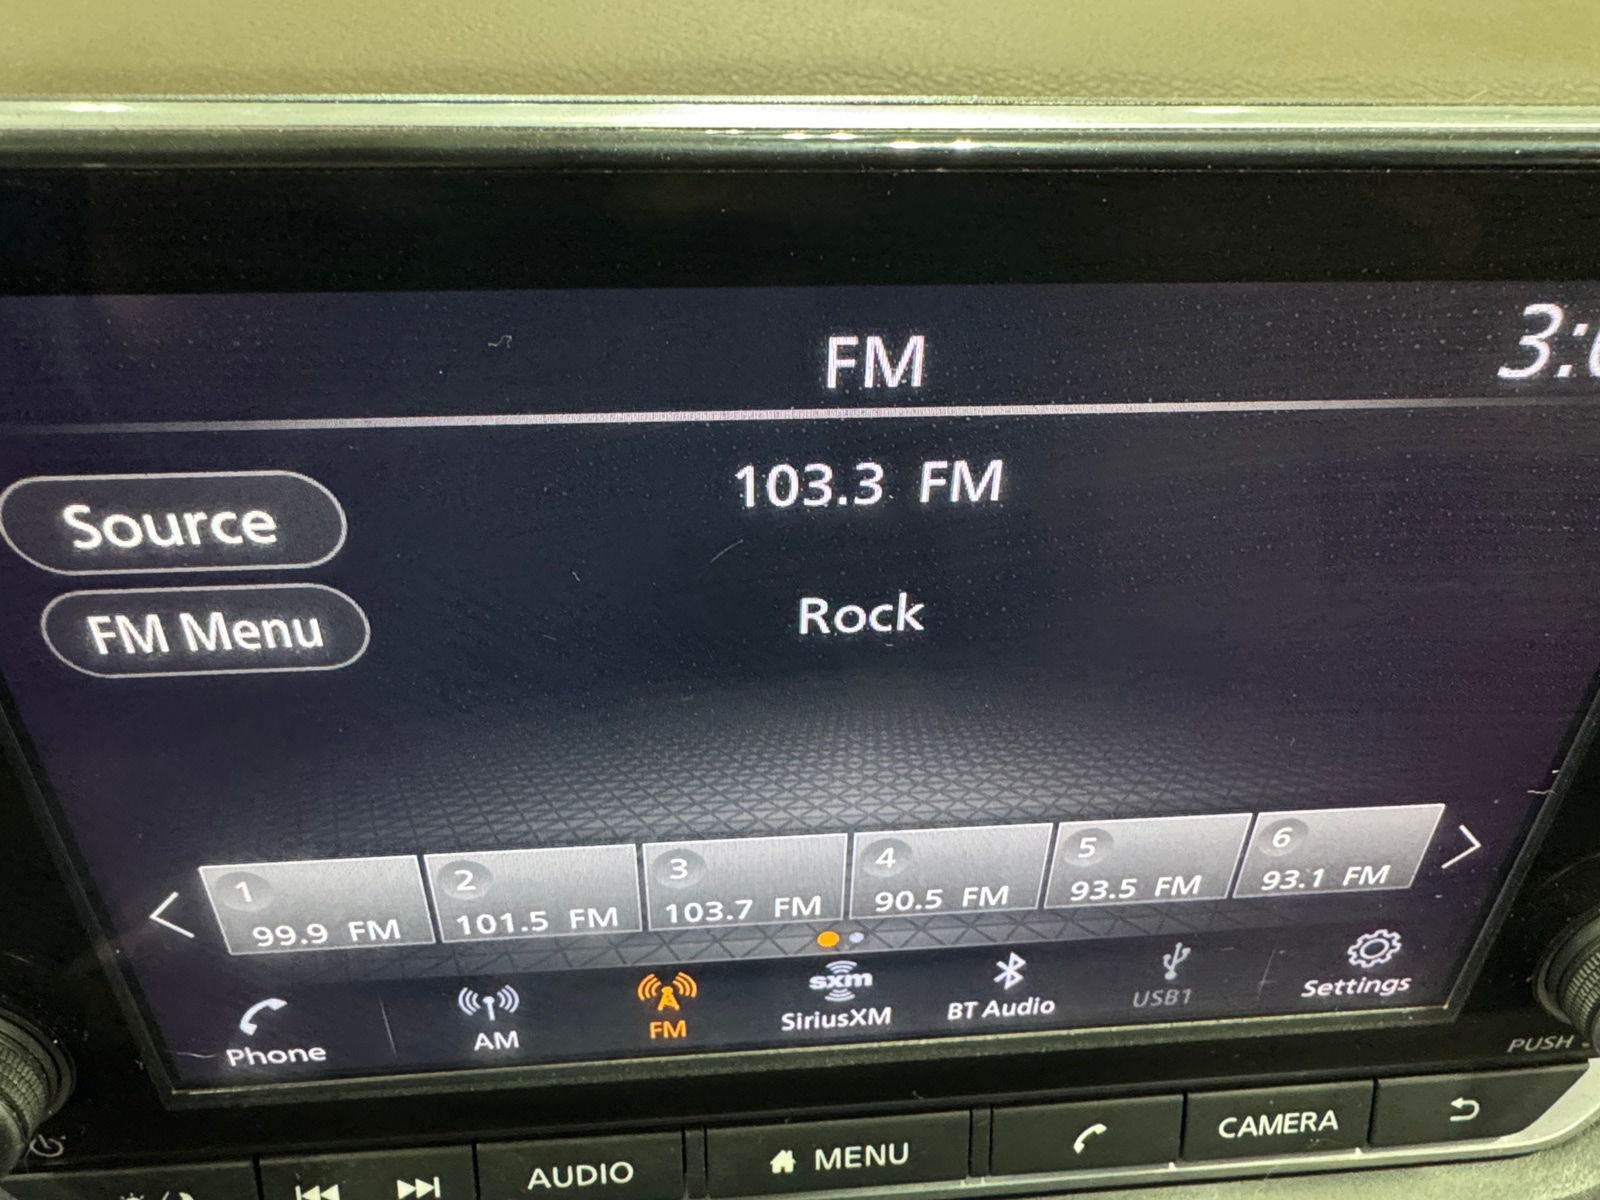 FM
3:
103.3 FM
Source
FM Menu
Rock
1 99.9 FM
2 101.5 FM
3 103.7 FM
4 90.5 FM
5 93.5 FM
6 93.1 FM
Phone
AM
FM
sxm
SiriusXM
BT Audio
USB1
Settings
PUSH -
AUDIO
MENU
CAMERA